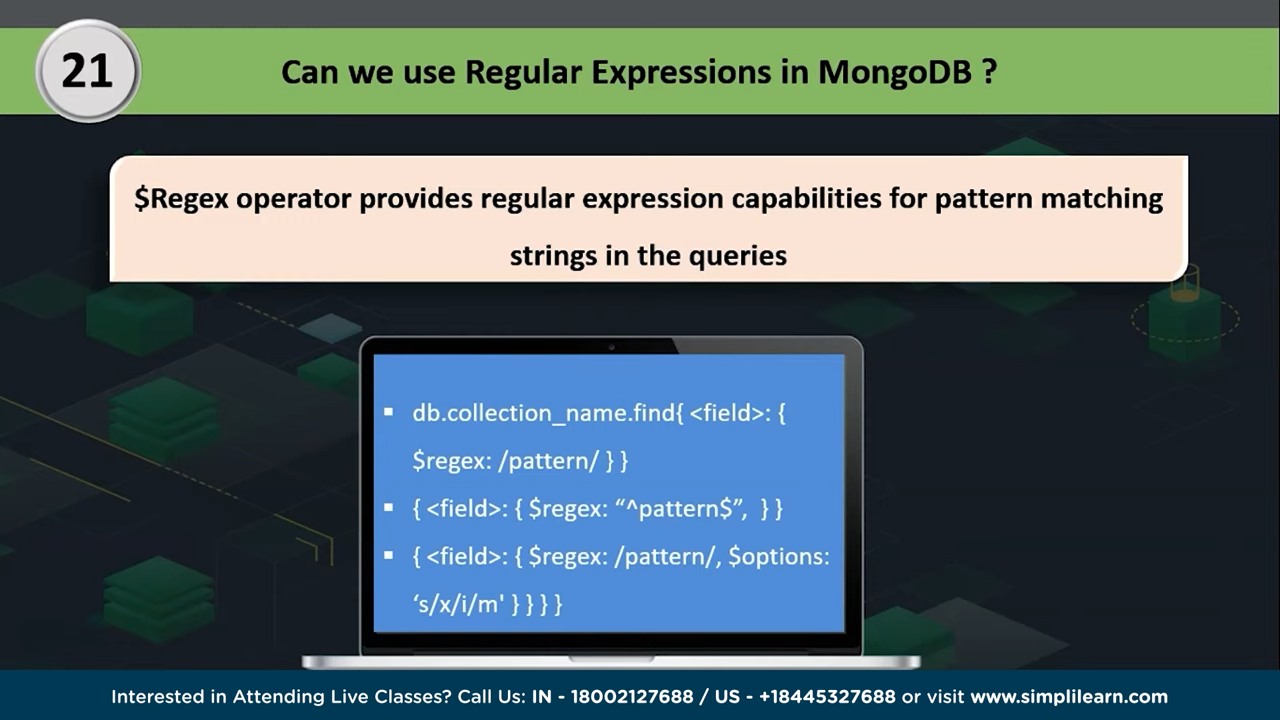 21
Can we use Regular Expressions in MongoDB ?
$Regex operator provides regular expression capabilities for pattern matching
strings in the queries
▪ db.collection_name.find{ <field>: {
$regex: /pattern/ } }
▪ { <field>: { $regex: “^pattern$”, } }
▪ { <field>: { $regex: /pattern/, $options:
‘s/x/i/m' } } } }
Interested in Attending Live Classes? Call Us: IN - 18002127688 / US - +18445327688 or visit www.simplilearn.com